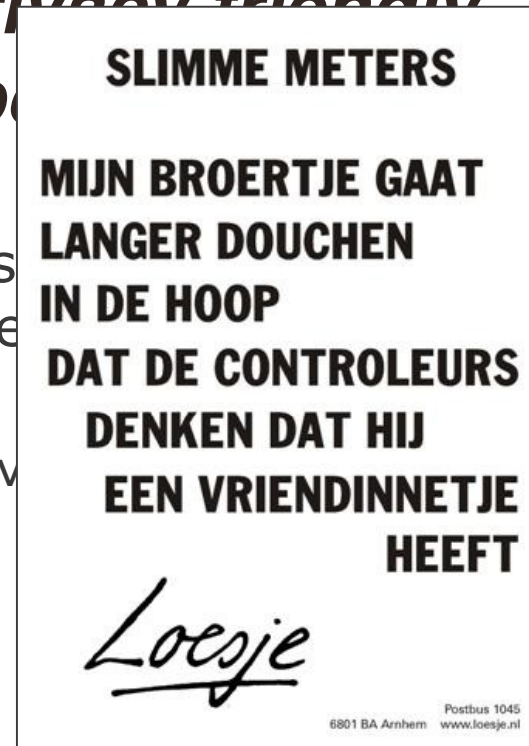 SLIMME METERS
MIJN BROERTJE GAAT
LANGER DOUCHEN
IN DE HOOP
DAT DE CONTROLEURS
DENKEN DAT HIJ
EEN VRIENDINNETJE
HEEFT
Loesje
Postbus 1045
6801 BA Arnhem www.loesje.nl